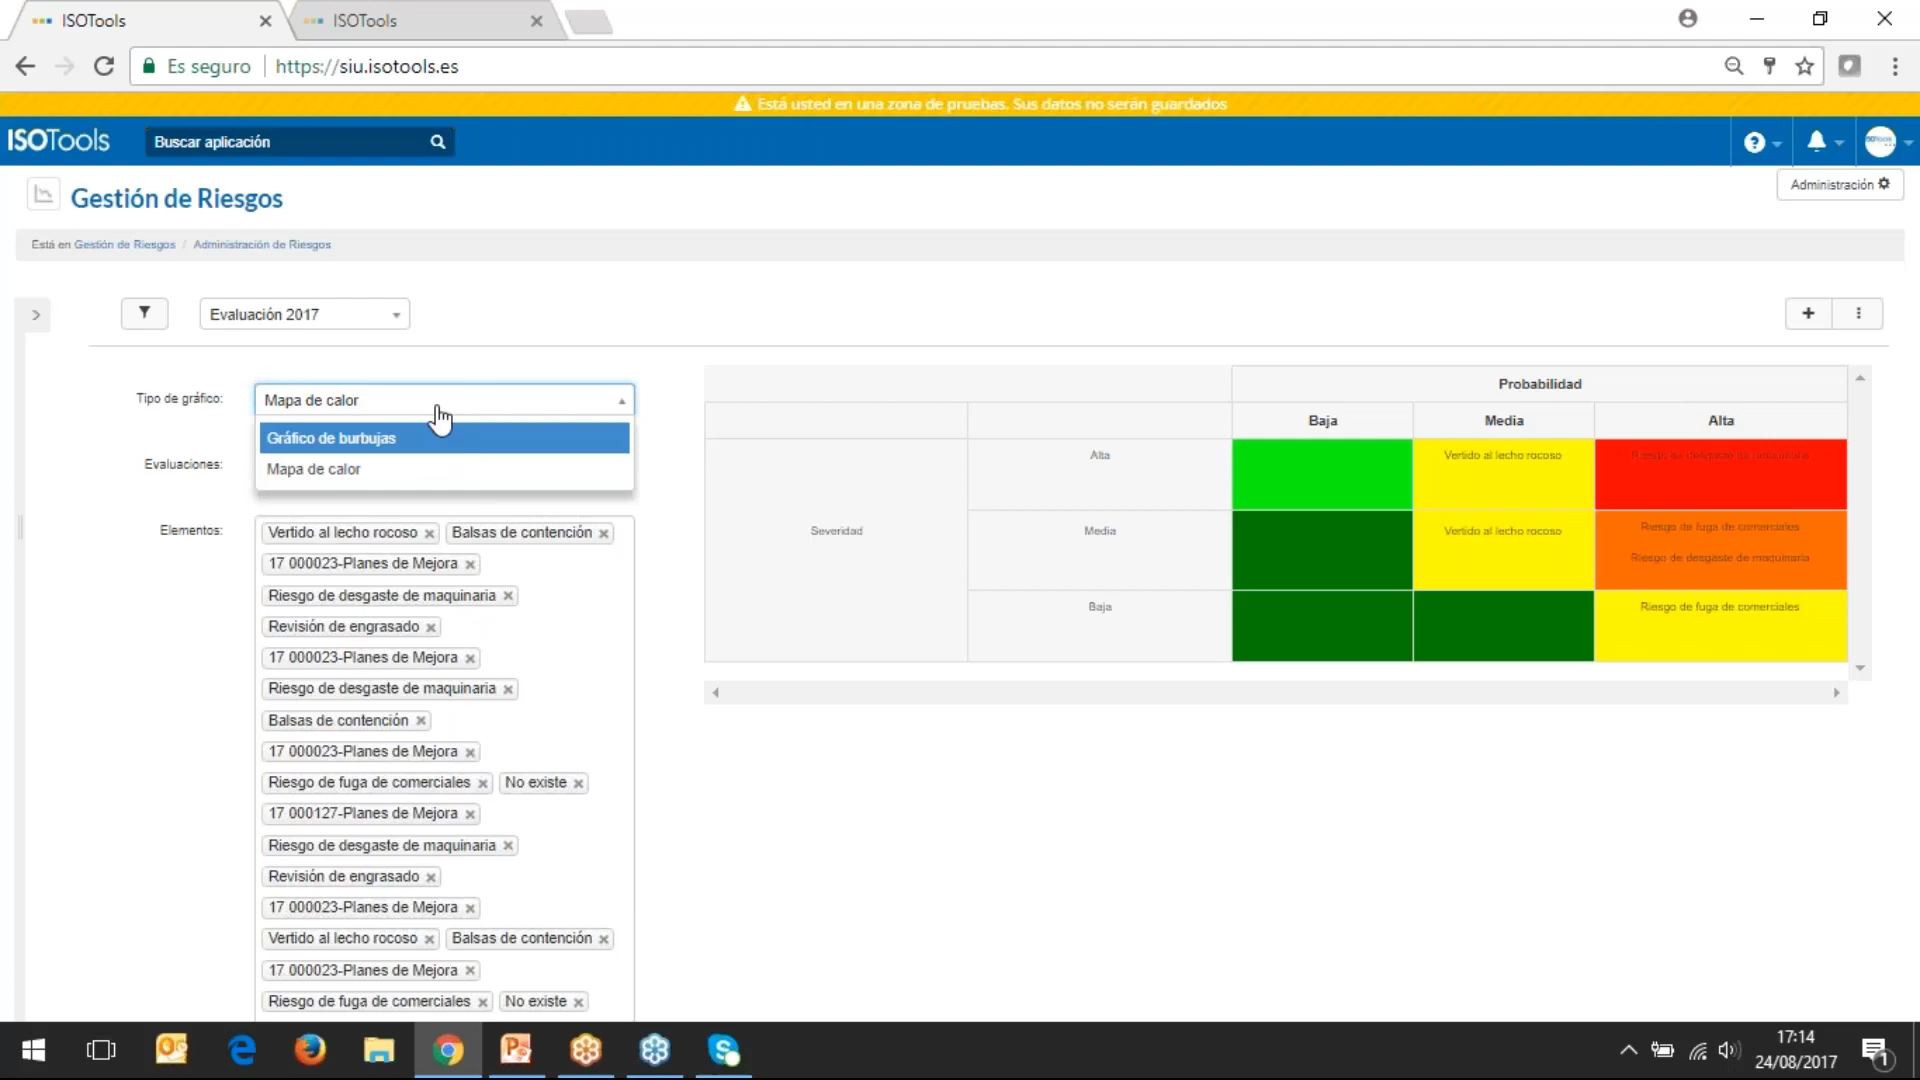 ISOTools
ISOTools
Es seguro
https://siu.isotools.es
Está usted en una zona de pruebas. Sus datos no serán guardados
ISOTools
Buscar aplicación
Administración
Gestión de Riesgos
Está en Gestión de Riesgos / Administración de Riesgos
Evaluación 2017
Tipo de gráfico:
Mapa de calor
Gráfico de burbujas
Mapa de calor
Evaluaciones:
Elementos:
Vertido al lecho rocoso Balsas de contención
17 000023-Planes de Mejora
Riesgo de desgaste de maquinaria
Revisión de engrasado
17 000023-Planes de Mejora
Riesgo de desgaste de maquinaria
Balsas de contención
17 000023-Planes de Mejora
Riesgo de fuga de comerciales No existe
17 000127-Planes de Mejora
Riesgo de desgaste de maquinaria
Revisión de engrasado
17 000023-Planes de Mejora
Vertido al lecho rocoso Balsas de contención
17 000023-Planes de Mejora
Riesgo de fuga de comerciales No existe
Probabilidad
Baja Media Alta
Alta Vertido al lecho rocoso Riesgo de desgaste de maquinaria
Severidad Media Vertido al lecho rocoso Riesgo de fuga de comerciales
Riesgo de desgaste de maquinaria
Baja Riesgo de fuga de comerciales
17:14
24/08/2017
1